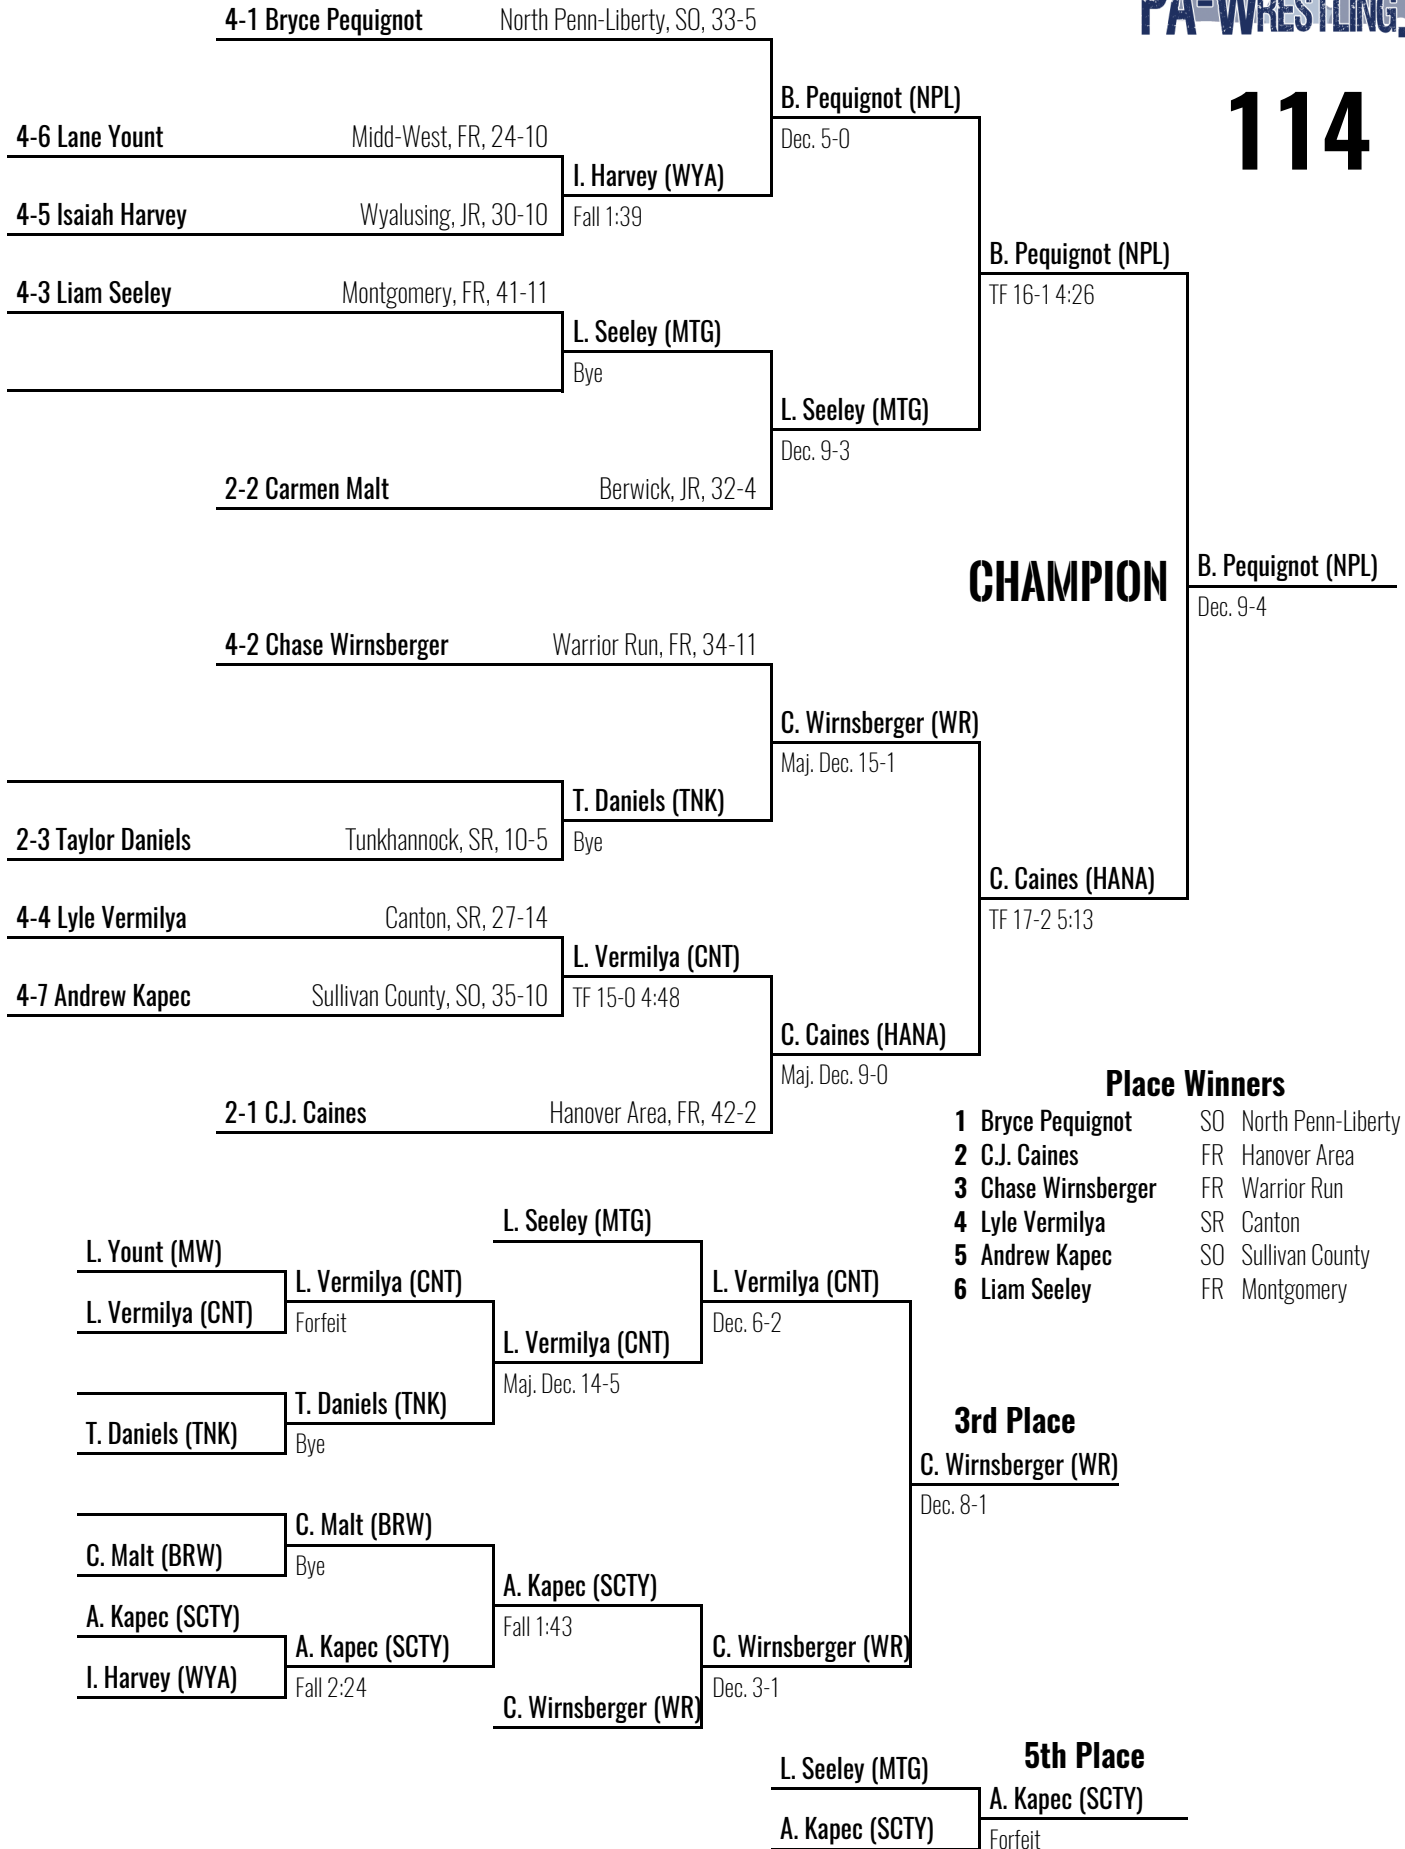 PA-WRESTLING.
114
4-1 Bryce Pequignot North Penn-Liberty, SO, 33-5
B. Pequignot (NPL)
Dec. 5-0
4-6 Lane Yount Midd-West, FR, 24-10
I. Harvey (WYA)
Fall 1:39
4-5 Isaiah Harvey Wyalusing, JR, 30-10
B. Pequignot (NPL)
TF 16-1 4:26
4-3 Liam Seeley Montgomery, FR, 41-11
L. Seeley (MTG)
Bye
L. Seeley (MTG)
Dec. 9-3
2-2 Carmen Malt Berwick, JR, 32-4
CHAMPION
B. Pequignot (NPL)
Dec. 9-4
4-2 Chase Wirnsberger Warrior Run, FR, 34-11
C. Wirnsberger (WR)
Maj. Dec. 15-1
T. Daniels (TNK)
Bye
2-3 Taylor Daniels Tunkhannock, SR, 10-5
C. Caines (HANA)
TF 17-2 5:13
4-4 Lyle Vermilya Canton, SR, 27-14
L. Vermilya (CNT)
TF 15-0 4:48
4-7 Andrew Kapec Sullivan County, SO, 35-10
C. Caines (HANA)
Maj. Dec. 9-0
2-1 C.J. Caines Hanover Area, FR, 42-2
Place Winners
1 Bryce Pequignot SO North Penn-Liberty
2 C.J. Caines FR Hanover Area
3 Chase Wirnsberger FR Warrior Run
4 Lyle Vermilya SR Canton
5 Andrew Kapec SO Sullivan County
6 Liam Seeley FR Montgomery
L. Seeley (MTG)
L. Yount (MW)
L. Vermilya (CNT)
Forfeit
L. Vermilya (CNT)
L. Vermilya (CNT)
Dec. 6-2
L. Vermilya (CNT)
Maj. Dec. 14-5
T. Daniels (TNK)
Bye
T. Daniels (TNK)
3rd Place
C. Wirnsberger (WR)
Dec. 8-1
C. Malt (BRW)
Bye
C. Malt (BRW)
A. Kapec (SCTY)
Fall 1:43
A. Kapec (SCTY)
A. Kapec (SCTY)
Fall 2:24
I. Harvey (WYA)
C. Wirnsberger (WR)
Dec. 3-1
C. Wirnsberger (WR)
5th Place
L. Seeley (MTG)
A. Kapec (SCTY)
Forfeit
A. Kapec (SCTY)